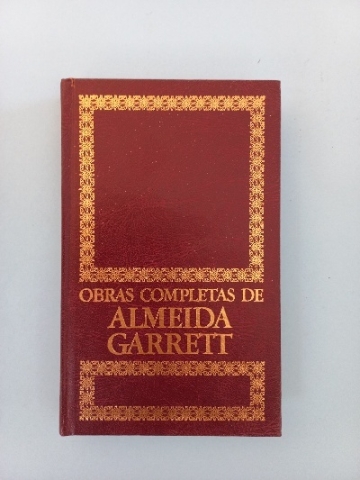 OBRAS COMPLETAS DE
ALMEIDA
GARRETT